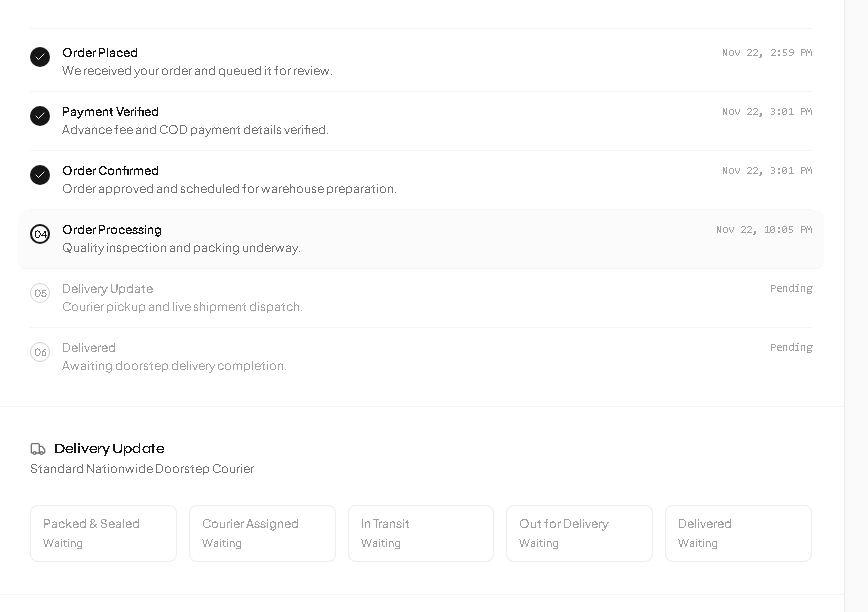 Order Placed
Nov 22, 2:59 PM
We received your order and queued it for review.
Payment Verified
Nov 22, 3:01 PM
Advance fee and COD payment details verified.
Order Confirmed
Nov 22, 3:01 PM
Order approved and scheduled for warehouse preparation.
04
Order Processing
Nov 22, 10:05 PM
Quality inspection and packing underway.
05
Delivery Update
Pending
Courier pickup and live shipment dispatch.
06
Delivered
Pending
Awaiting doorstep delivery completion.
Delivery Update
Standard Nationwide Doorstep Courier
Packed & Sealed
Waiting
Courier Assigned
Waiting
In Transit
Waiting
Out for Delivery
Waiting
Delivered
Waiting